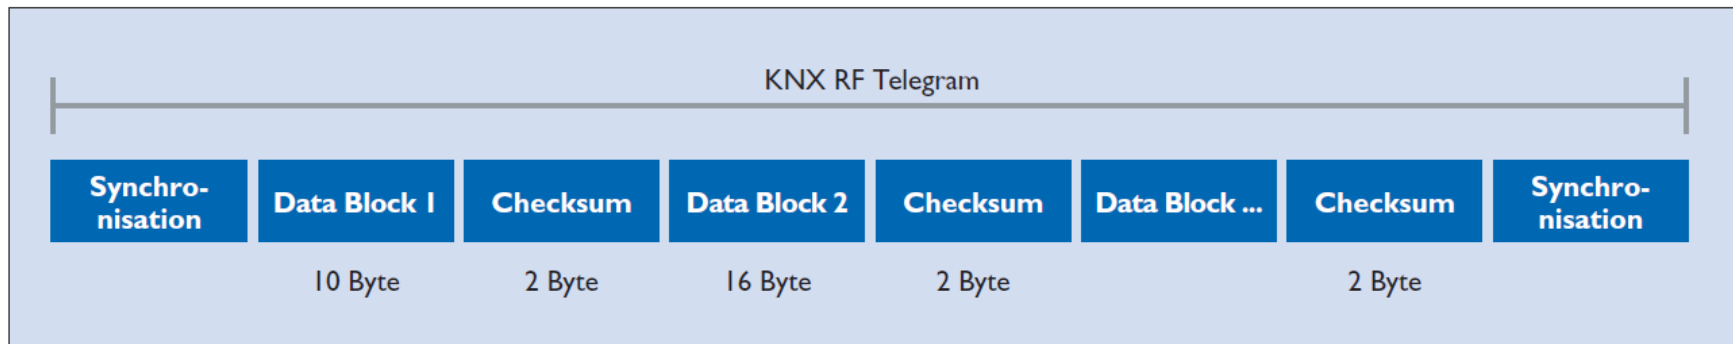 KNX RF Telegram
Synchro-
nisation
Data Block 1
Checksum
Data Block 2
Checksum
Data Block ...
Checksum
Synchro-
nisation
10 Byte
2 Byte
16 Byte
2 Byte
2 Byte